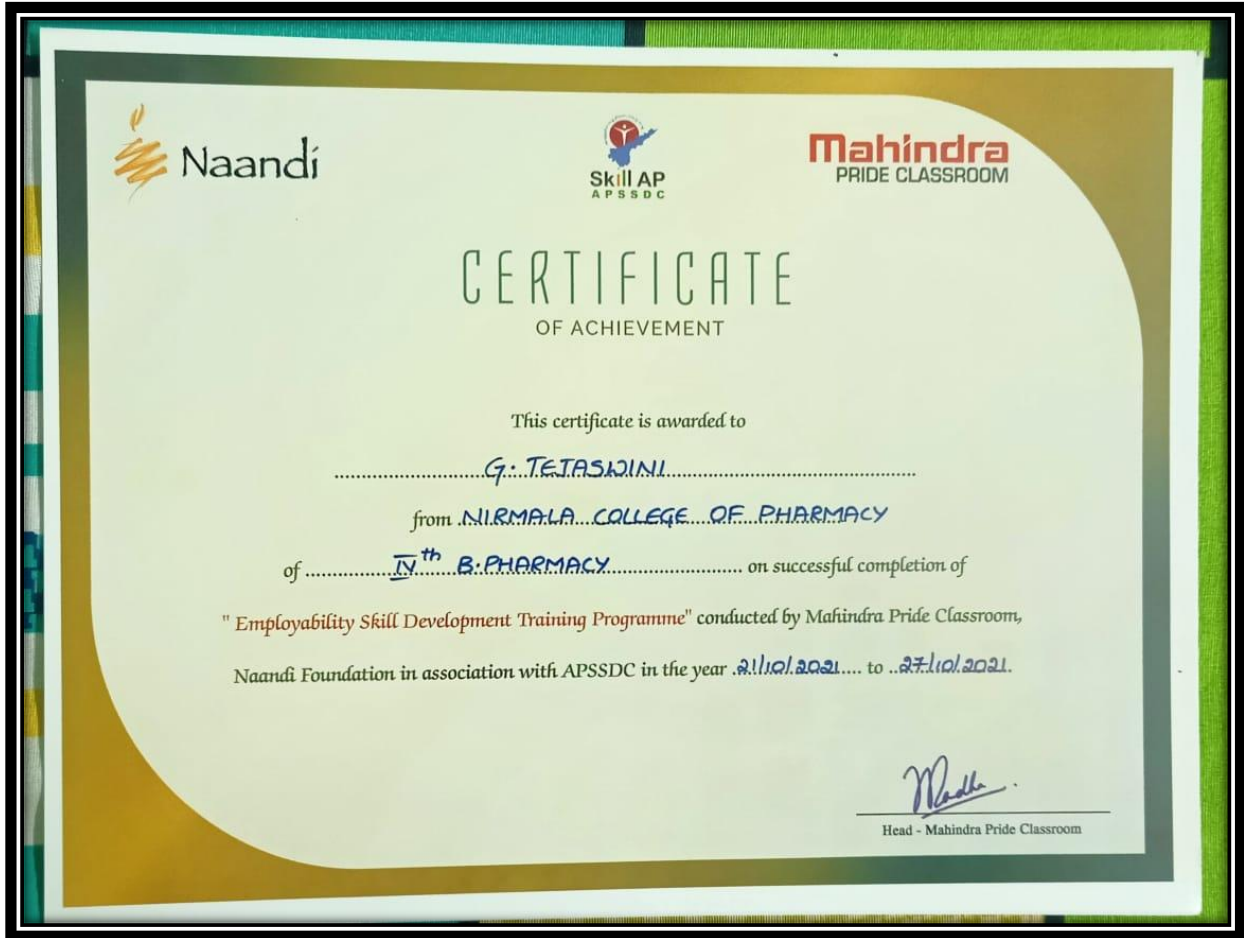 Naandi
Skill AP
APSSDC
Mahindra
PRIDE CLASSROOM
CERTIFICATE
OF ACHIEVEMENT
This certificate is awarded to
G. TEJASWINI
from NIRMALA COLLEGE OF PHARMACY
of IVth B.PHARMACY on successful completion of
" Employability Skill Development Training Programme" conducted by Mahindra Pride Classroom,
Naandi Foundation in association with APSSDC in the year 21/10/2021 to 27/10/2021.
Head - Mahindra Pride Classroom